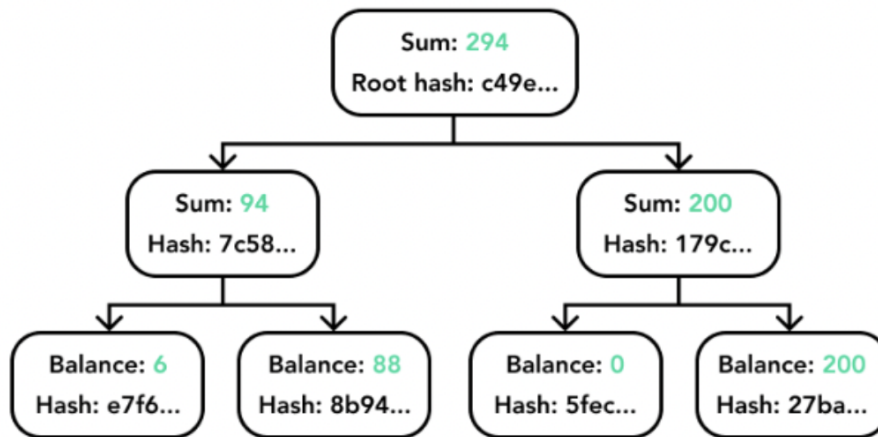 Sum: 294
Root hash: c49e...
Sum: 94
Hash: 7c58...
Sum: 200
Hash: 179c...
Balance: 6
Hash: e7f6...
Balance: 88
Hash: 8b94...
Balance: 0
Hash: 5fec...
Balance: 200
Hash: 27ba...